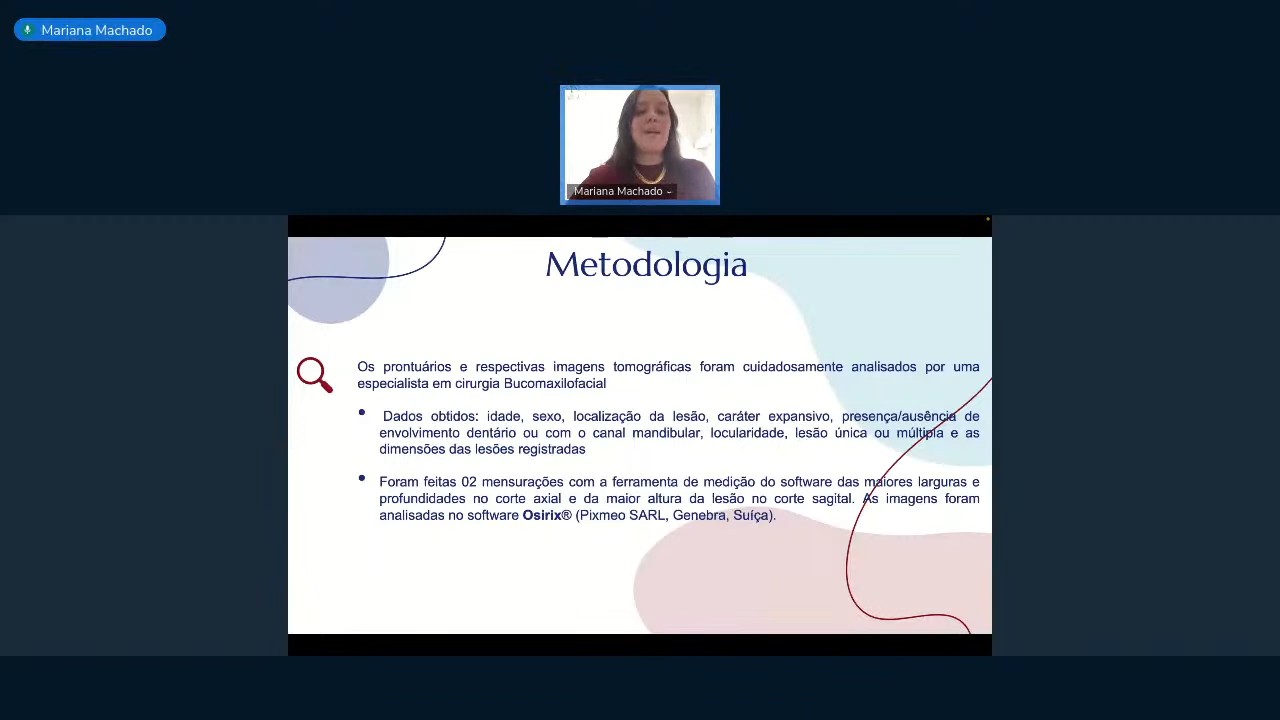 Mariana Machado
Mariana Machado
Metodologia
Os prontuários e respectivas imagens tomográficas foram cuidadosamente analisados por uma
especialista em cirurgia Bucomaxilofacial
• Dados obtidos: idade, sexo, localização da lesão, caráter expansivo, presença/ausência de
envolvimento dentário ou com o canal mandibular, locularidade, lesão única ou múltipla e as
dimensões das lesões registradas
• Foram feitas 02 mensurações com a ferramenta de medição do software das maiores larguras e
profundidades no corte axial e da maior altura da lesão no corte sagital. As imagens foram
analisadas no software Osirix® (Pixmeo SARL, Genebra, Suíça).